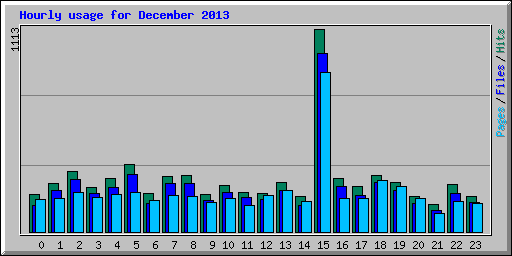 Hourly usage for December 2013
1113
Pages / Files / Hits
0 1 2 3 4 5 6 7 8 9 10 11 12 13 14 15 16 17 18 19 20 21 22 23